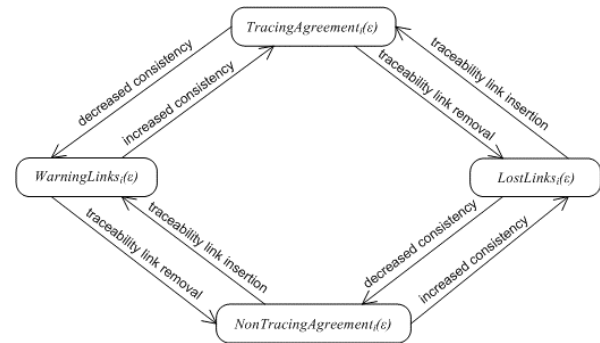 TracingAgreementᵢ(ε)
decreased consistency
increased consistency
traceability link removal
traceability link insertion
WarningLinksᵢ(ε)
LostLinksᵢ(ε)
traceability link removal
traceability link insertion
decreased consistency
increased consistency
NonTracingAgreementᵢ(ε)